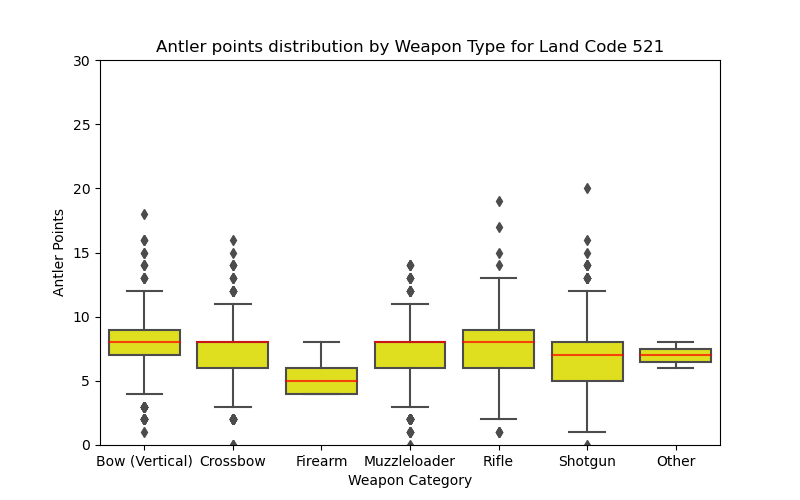 Antler points distribution by Weapon Type for Land Code 521
30
25
20
15
10
5
0
Antler Points
Bow (Vertical) Crossbow Firearm Muzzleloader Rifle Shotgun Other
Weapon Category